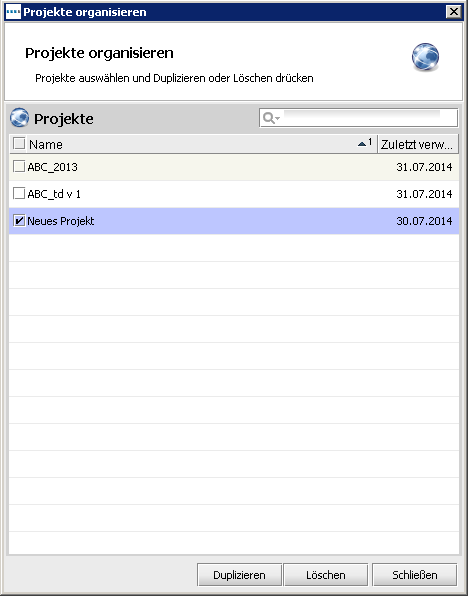 Projekte organisieren
Projekte organisieren
Projekte auswählen und Duplizieren oder Löschen drücken
Projekte
Name 1 Zuletzt verw...
ABC_2013 31.07.2014
ABC_td v 1 31.07.2014
Neues Projekt 30.07.2014
Duplizieren Löschen Schließen